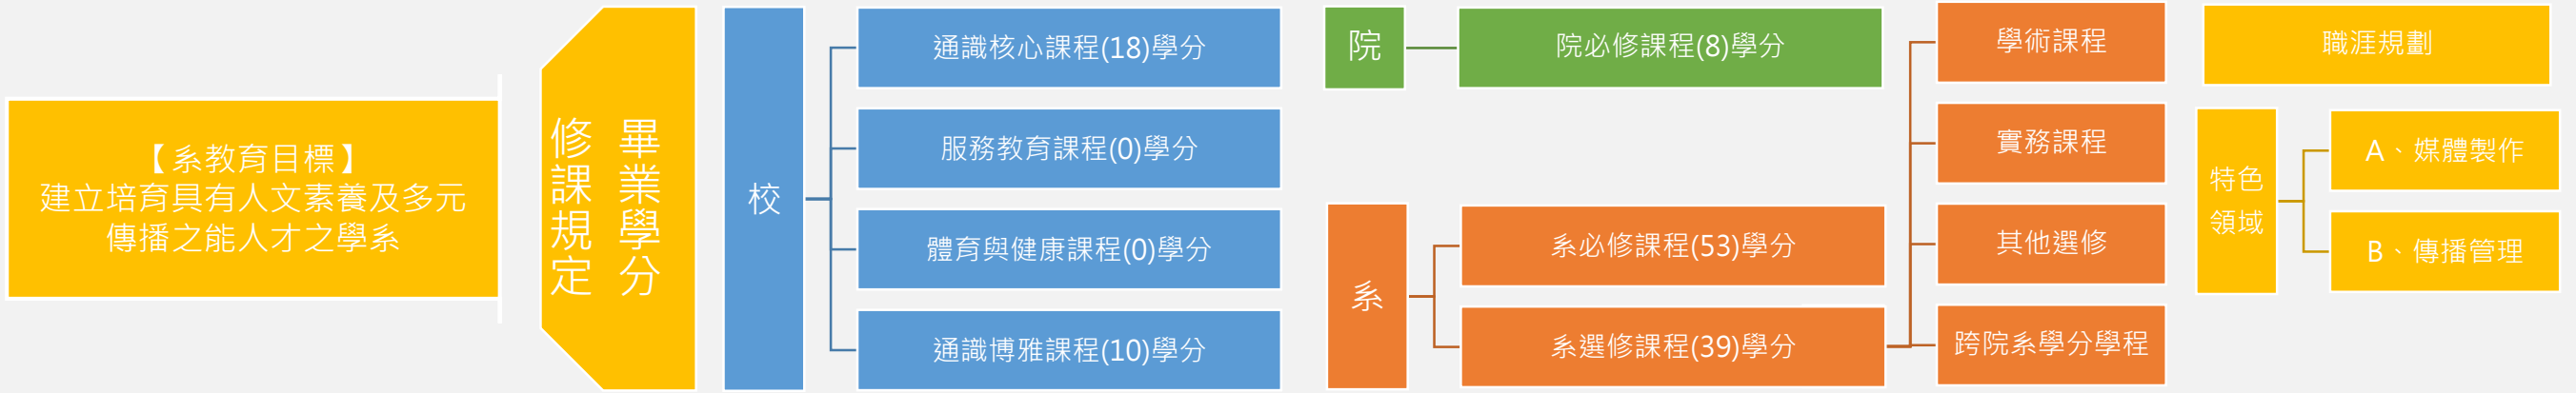 【系教育目標】
建立培育具有人文素養及多元
傳播之能人才之學系
畢業學分
修課規定
校
通識核心課程(18)學分
服務教育課程(0)學分
體育與健康課程(0)學分
通識博雅課程(10)學分
院
院必修課程(8)學分
系
系必修課程(53)學分
系選修課程(39)學分
學術課程
實務課程
其他選修
跨院系學分學程
職涯規劃
特色
領域
A、媒體製作
B、傳播管理